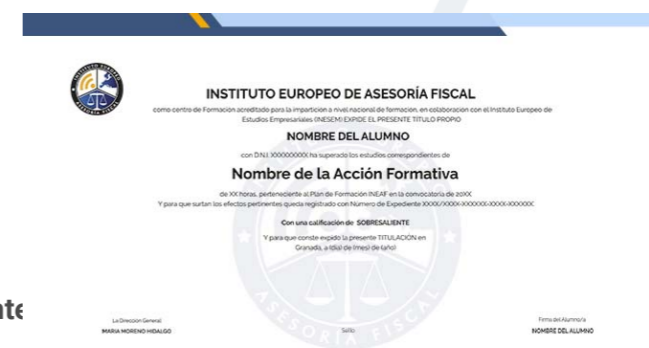 INSTITUTO EUROPEO DE ASESORÍA FISCAL
como centro de Formación acreditado para la impartición a nivel nacional de formación, en colaboración con el Instituto Europeo de
Estudios Empresariales (INESEM) EXPIDE EL PRESENTE TITULO PROPIO
NOMBRE DEL ALUMNO
con D.N.I. XXXXXXXXX ha superado los estudios correspondientes de
Nombre de la Acción Formativa
de XX horas, perteneciente al Plan de Formación INEAF en la convocatoria de 20XX
Y para que surtan los efectos pertinentes queda registrado con Número de Expediente XXXX/XXXX-XXXXXX-XXXX-XXXXXX
Con una calificación de SOBRESALIENTE
Y para que conste expido la presente TITULACIÓN en
Granada, a (día) de (mes) de (año)
La Direccion General
MARIA MORENO HIDALGO
Sello
Firma del Alumno/a
NOMBRE DEL ALUMNO
ASESORÍA FISCAL